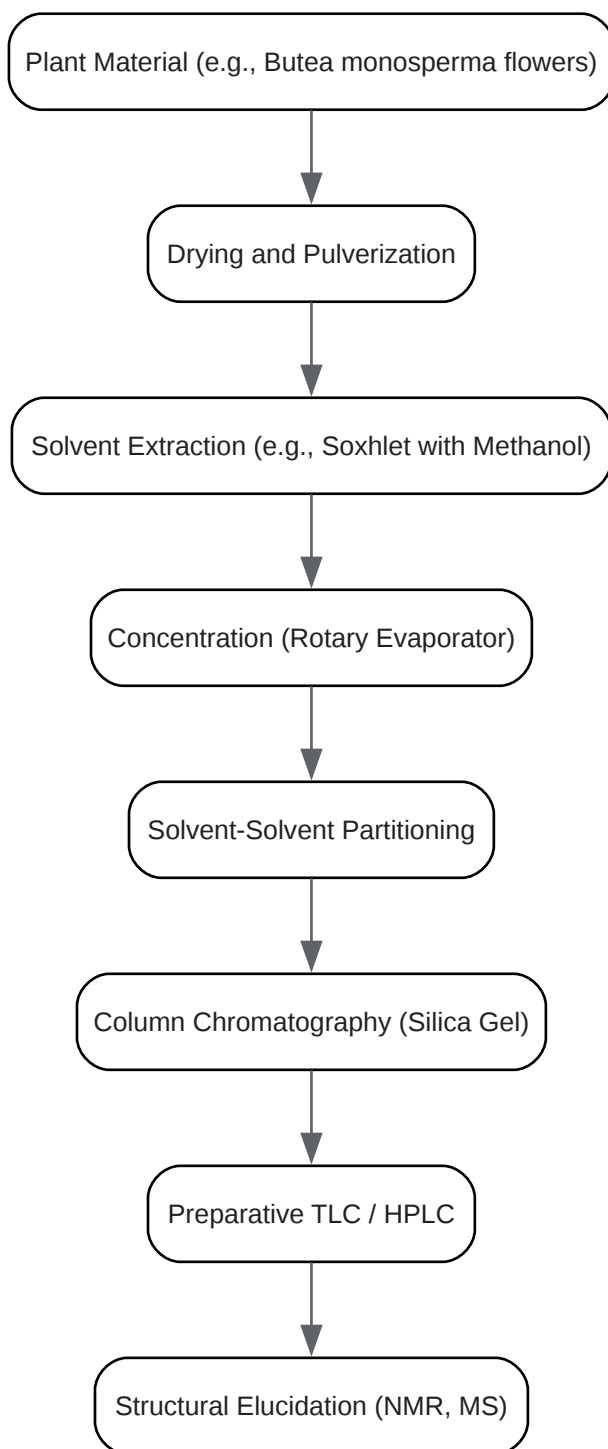 Plant Material (e.g., Butea monosperma flowers)
Drying and Pulverization
Solvent Extraction (e.g., Soxhlet with Methanol)
Concentration (Rotary Evaporator)
Solvent-Solvent Partitioning
Column Chromatography (Silica Gel)
Preparative TLC / HPLC
Structural Elucidation (NMR, MS)